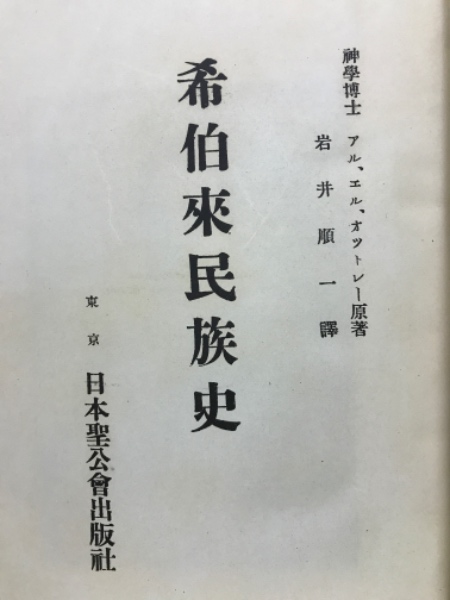 神學博士 アル、エル、オツトレー原著
岩井順一譯
希伯來民族史
東京 日本聖公會出版社